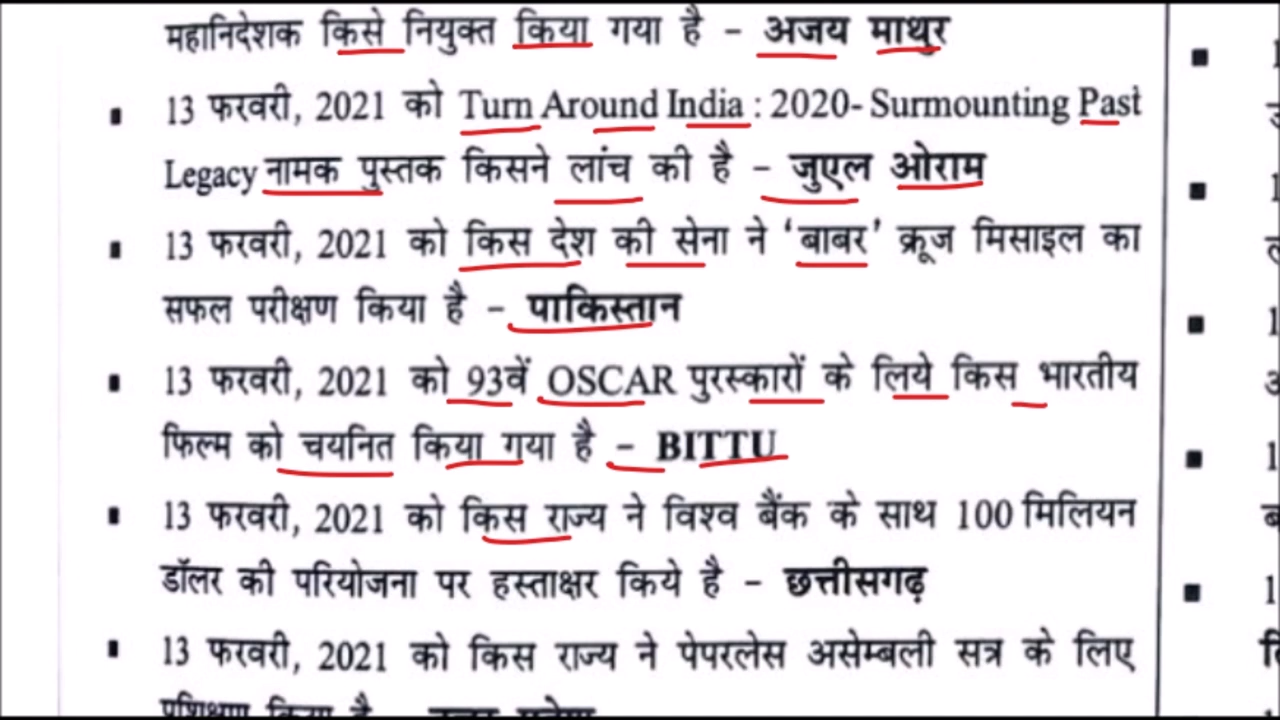 महानिदेशक किसे नियुक्त किया गया है - अजय माथुर
▪ 13 फरवरी, 2021 को Turn Around India : 2020- Surmounting Past
Legacy नामक पुस्तक किसने लांच की है - जुएल ओराम
▪ 13 फरवरी, 2021 को किस देश की सेना ने ‘बाबर’ क्रूज मिसाइल का
सफल परीक्षण किया है - पाकिस्तान
▪ 13 फरवरी, 2021 को 93वें OSCAR पुरस्कारों के लिये किस भारतीय
फिल्म को चयनित किया गया है - BITTU
▪ 13 फरवरी, 2021 को किस राज्य ने विश्व बैंक के साथ 100 मिलियन
डॉलर की परियोजना पर हस्ताक्षर किये है - छत्तीसगढ़
▪ 13 फरवरी, 2021 को किस राज्य ने पेपरलेस असेम्बली सत्र के लिए